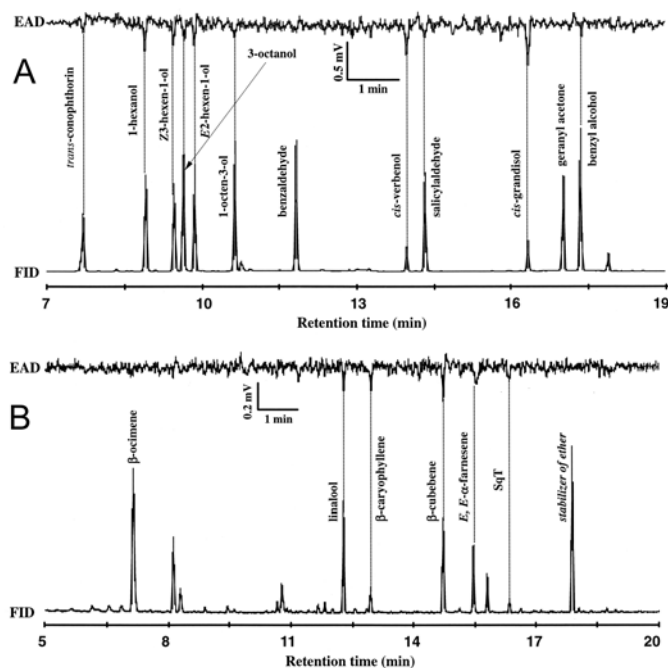 EAD
A
3-octanol
0.5 mV
1 min
trans-conophthorin
1-hexanol
Z3-hexen-1-ol
E2-hexen-1-ol
1-octen-3-ol
benzaldehyde
cis-verbenol
salicylaldehyde
cis-grandisol
geranyl acetone
benzyl alcohol
FID
7 10 13 16 19
Retention time (min)
EAD
B
0.2 mV
1 min
β-ocimene
linalool
β-caryophyllene
β-cubebene
E, E-α-farnesene
SqT
stabilizer of ether
FID
5 8 11 14 17 20
Retention time (min)